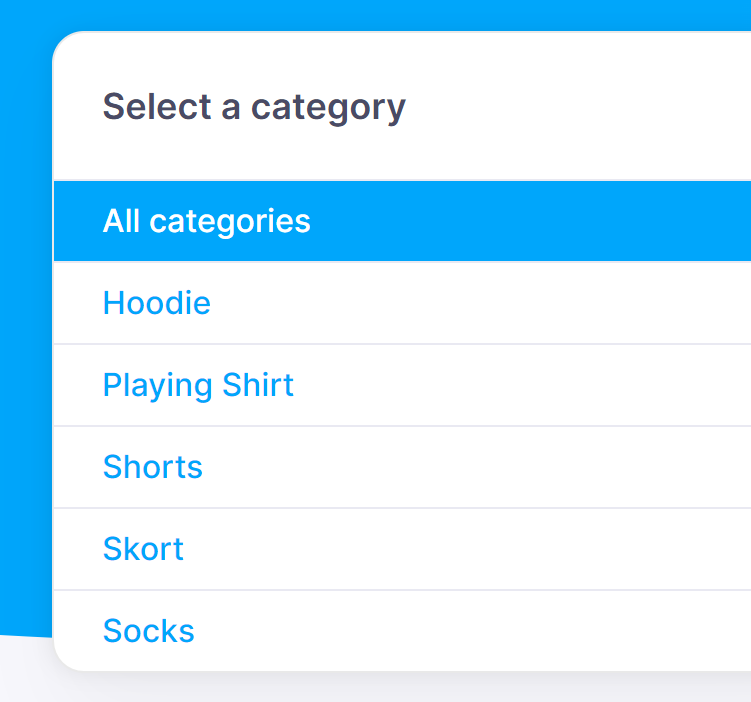 Select a category
All categories
Hoodie
Playing Shirt
Shorts
Skort
Socks